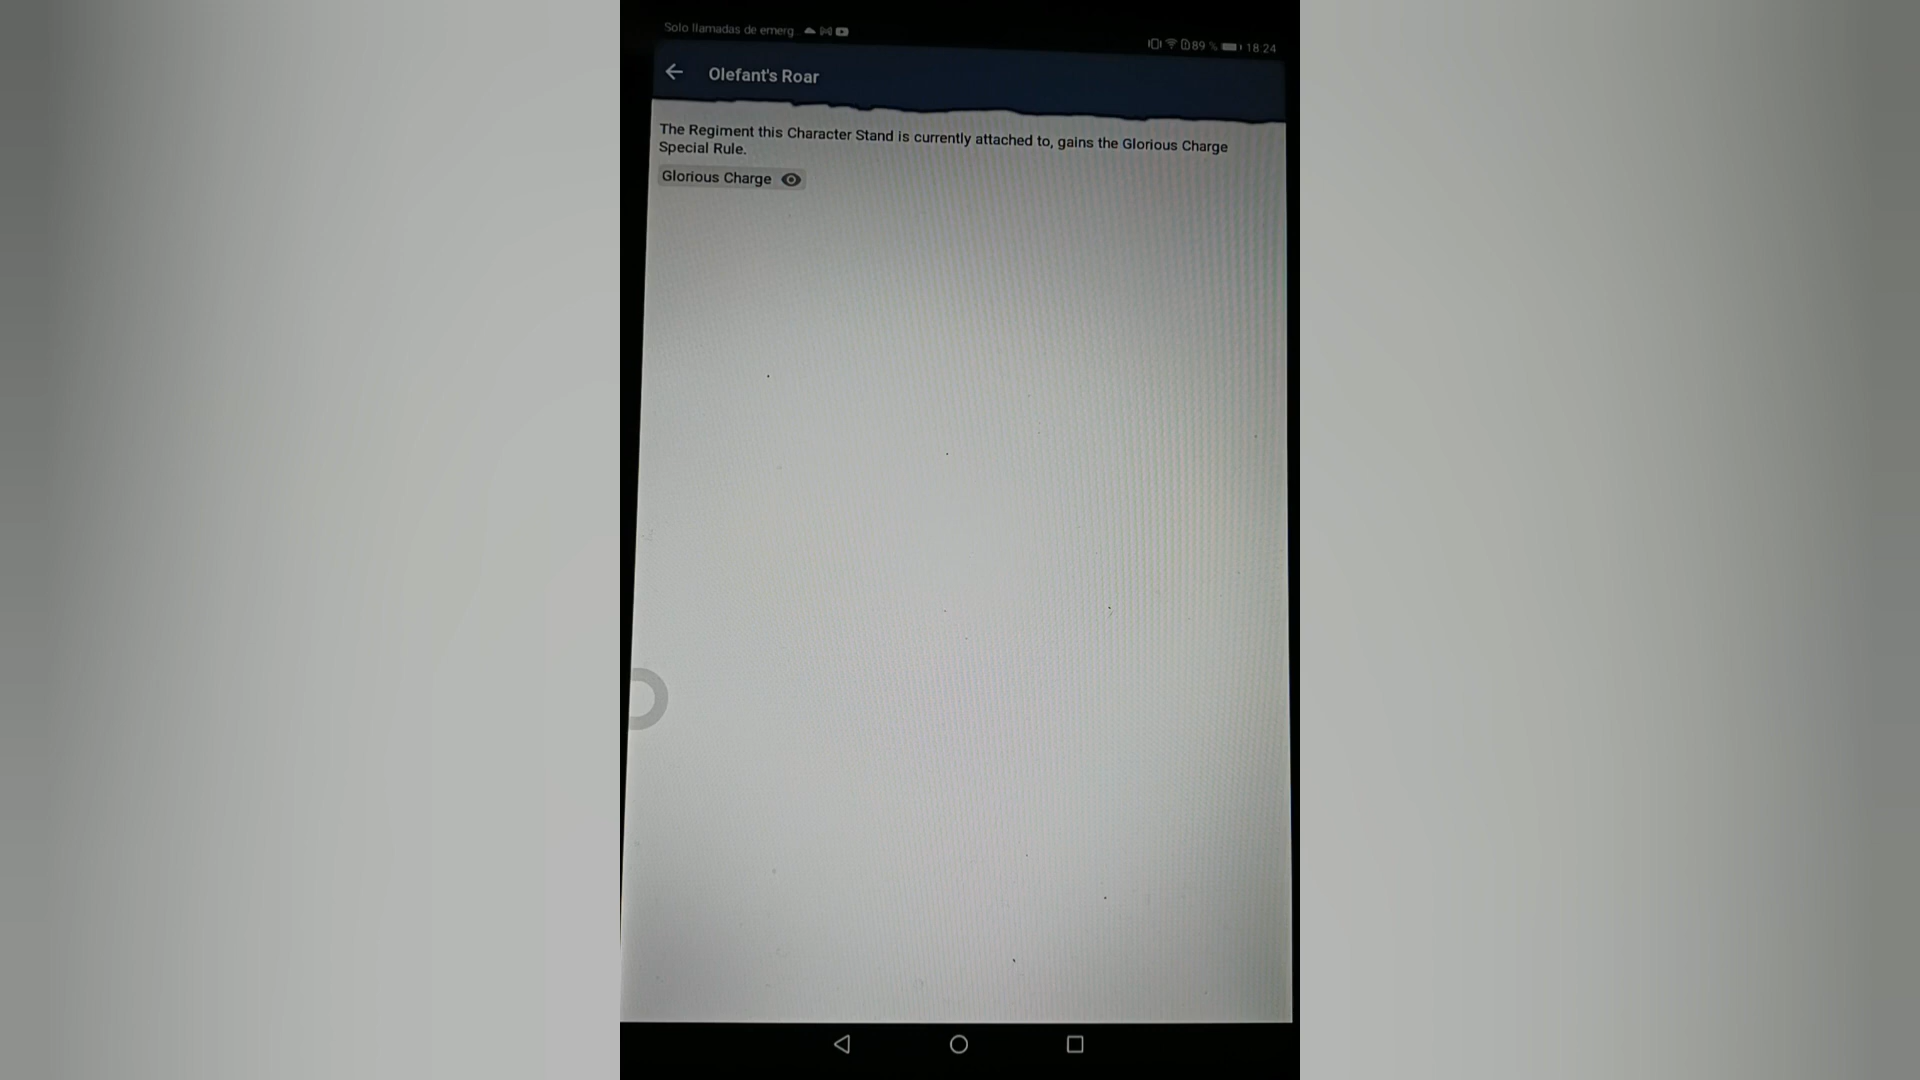 Solo llamadas de emerg
89 % 18:24
Olefant's Roar
The Regiment this Character Stand is currently attached to, gains the Glorious Charge
Special Rule.
Glorious Charge